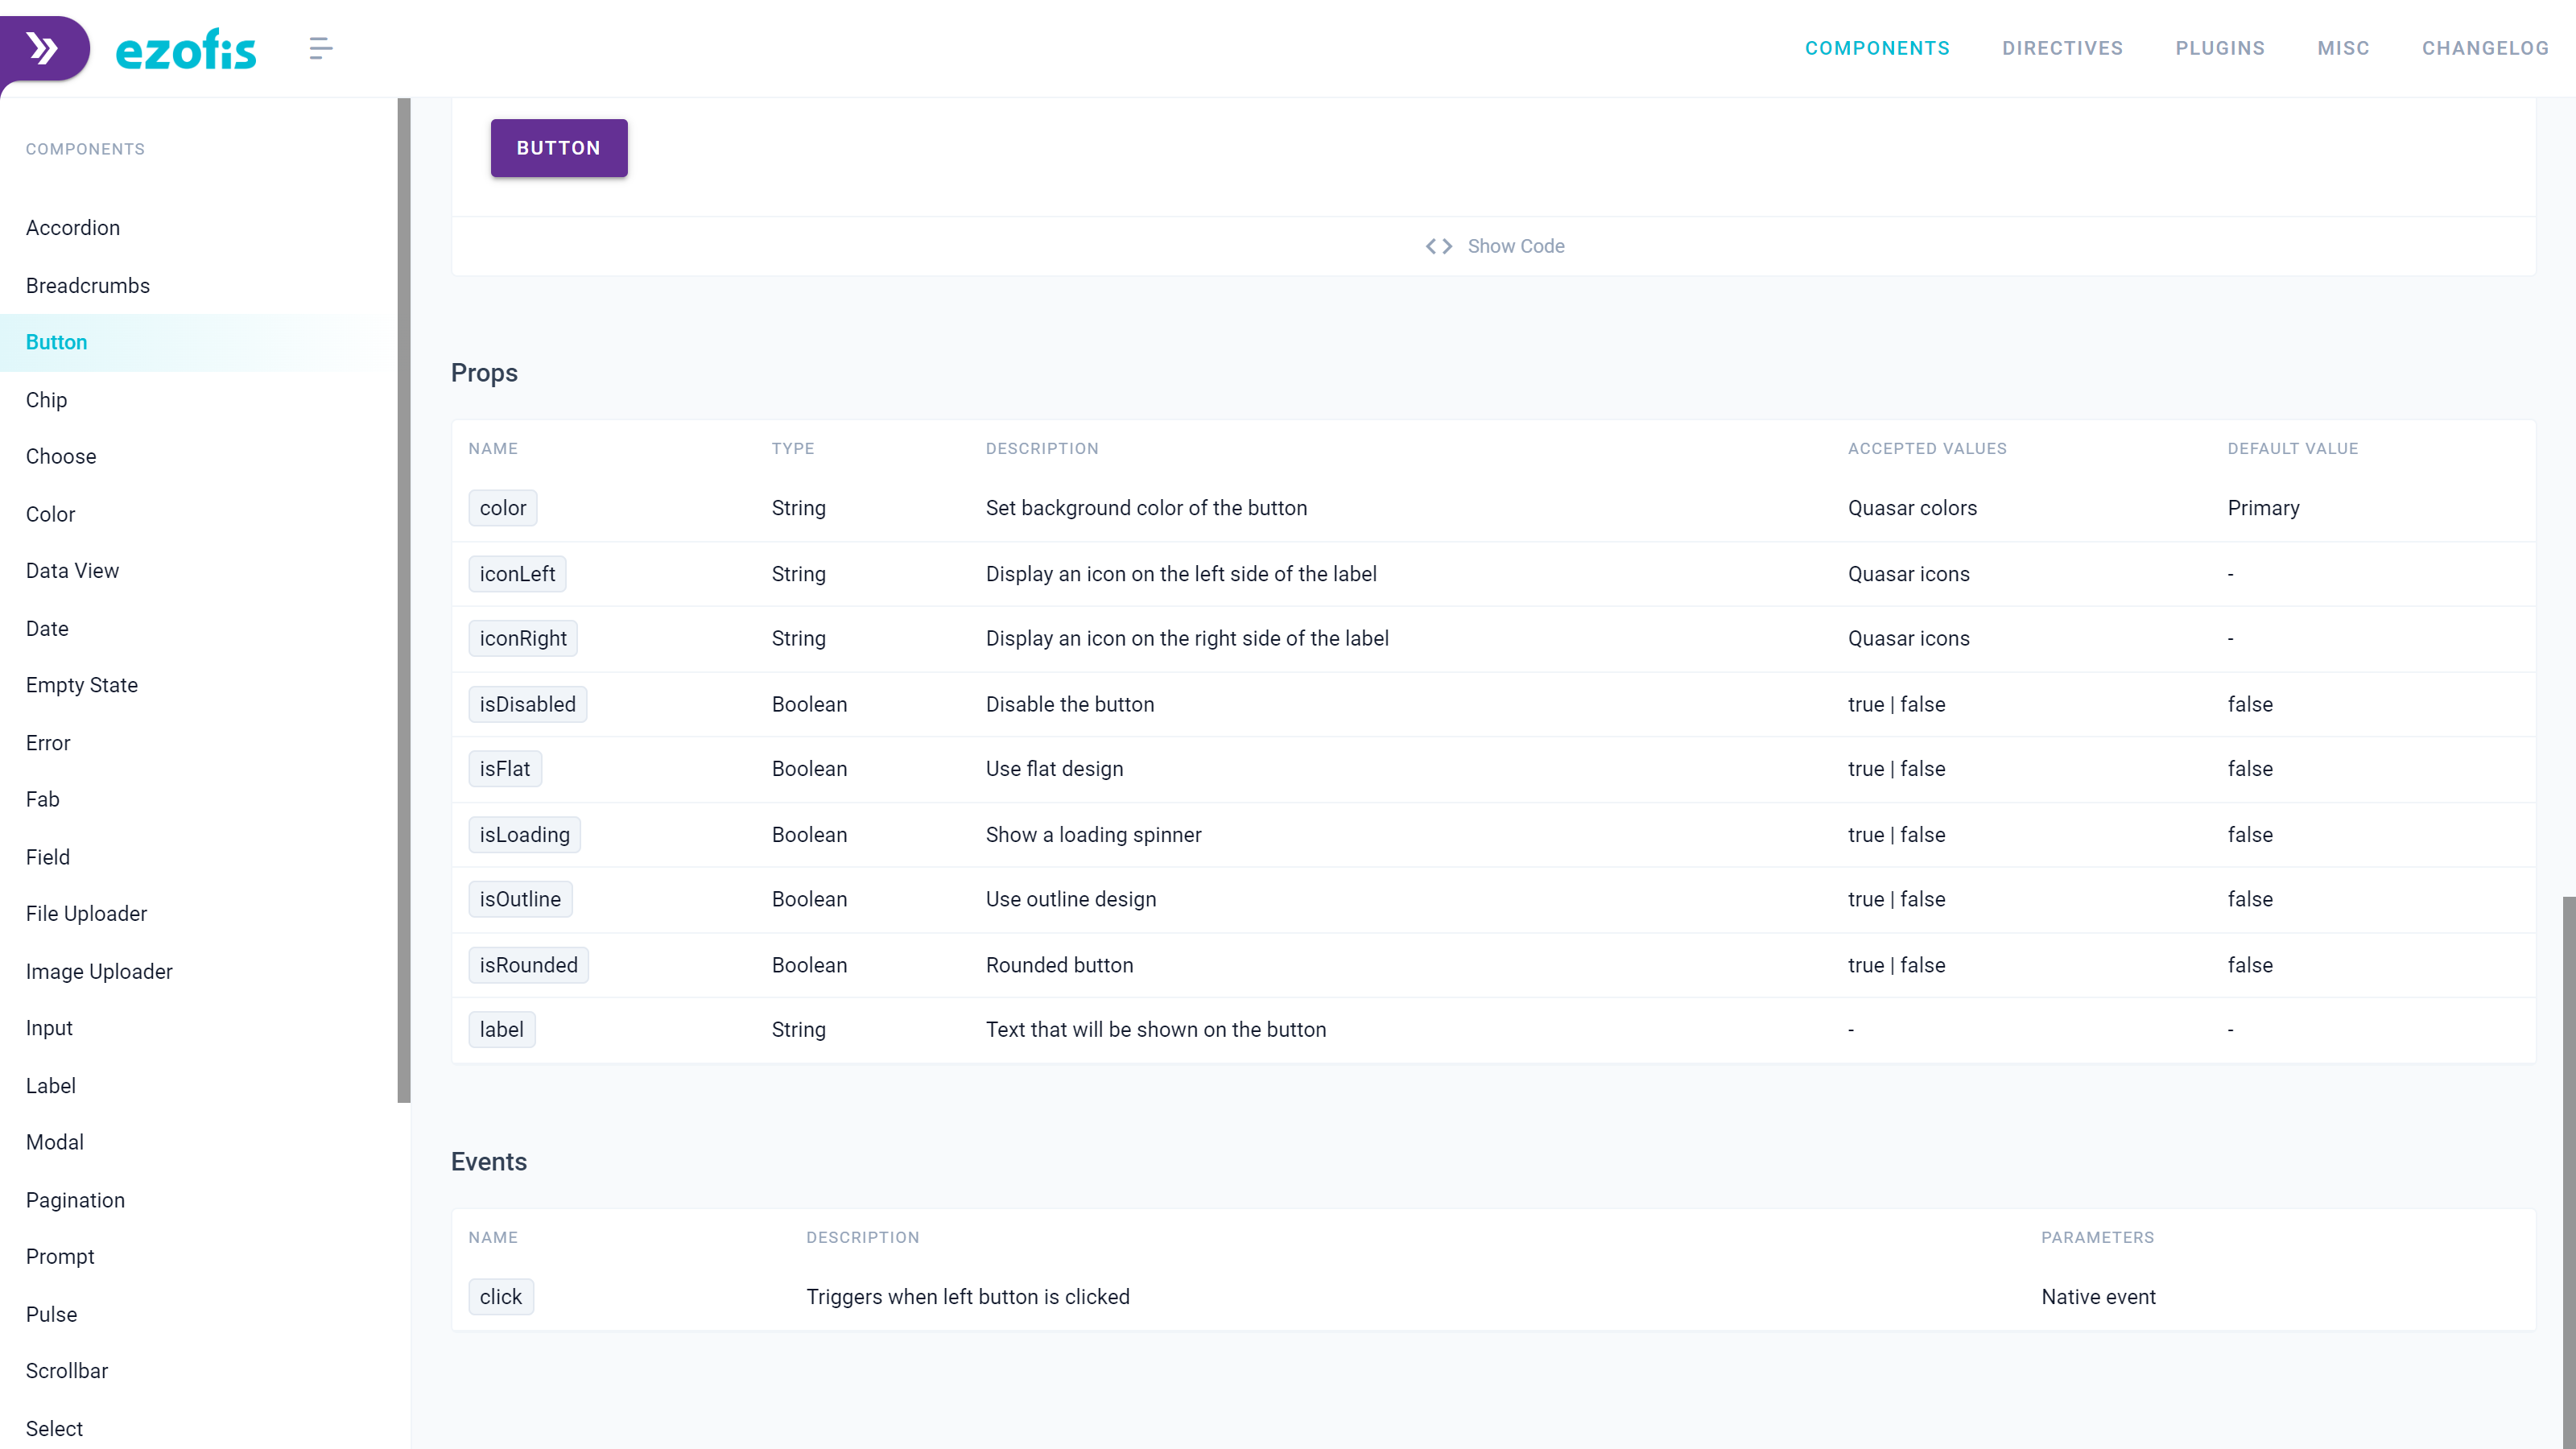 ezofis
COMPONENTS DIRECTIVES PLUGINS MISC CHANGELOG
COMPONENTS
Accordion
Breadcrumbs
Button
Chip
Choose
Color
Data View
Date
Empty State
Error
Fab
Field
File Uploader
Image Uploader
Input
Label
Modal
Pagination
Prompt
Pulse
Scrollbar
Select
BUTTON
Show Code
Props
NAME TYPE DESCRIPTION ACCEPTED VALUES DEFAULT VALUE
color String Set background color of the button Quasar colors Primary
iconLeft String Display an icon on the left side of the label Quasar icons -
iconRight String Display an icon on the right side of the label Quasar icons -
isDisabled Boolean Disable the button true | false false
isFlat Boolean Use flat design true | false false
isLoading Boolean Show a loading spinner true | false false
isOutline Boolean Use outline design true | false false
isRounded Boolean Rounded button true | false false
label String Text that will be shown on the button - -
Events
NAME DESCRIPTION PARAMETERS
click Triggers when left button is clicked Native event